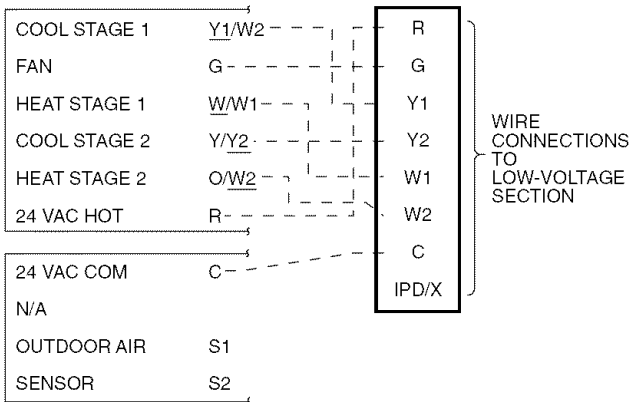 COOL STAGE 1 Y1/W2 R
FAN G G
HEAT STAGE 1 W/W1 Y1
COOL STAGE 2 Y/Y2 Y2
HEAT STAGE 2 O/W2 W1
24 VAC HOT R W2
24 VAC COM C C
N/A IPD/X
OUTDOOR AIR S1
SENSOR S2
WIRE
CONNECTIONS
TO
LOW-VOLTAGE
SECTION